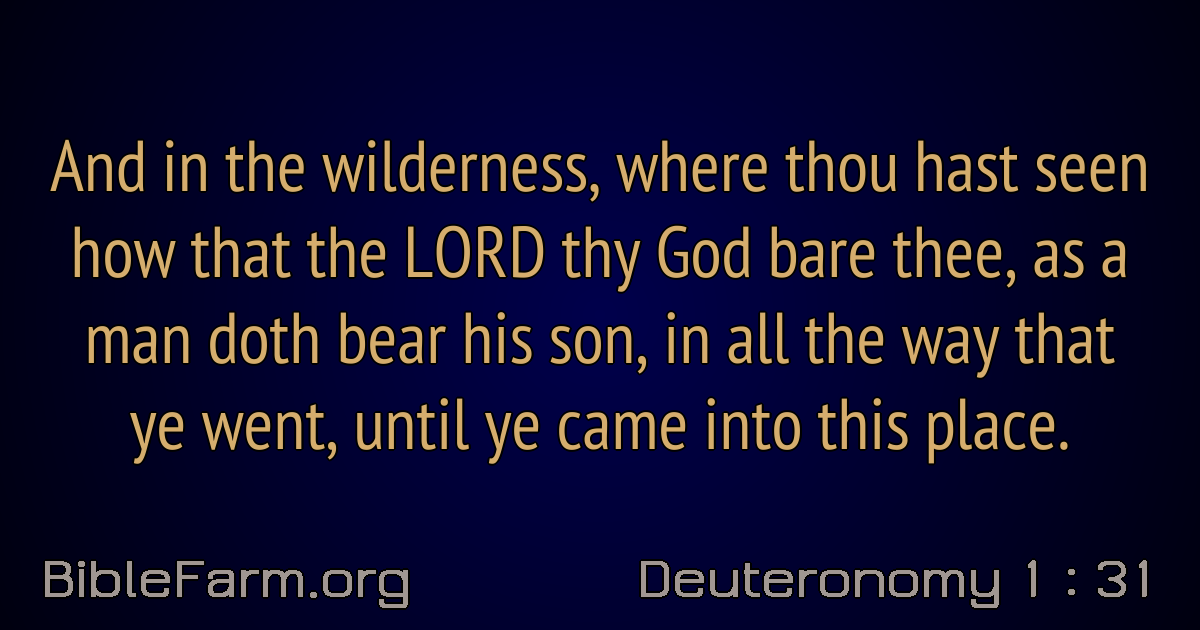 And in the wilderness, where thou hast seen
how that the LORD thy God bare thee, as a
man doth bear his son, in all the way that
ye went, until ye came into this place.
BibleFarm.org
Deuteronomy 1 : 31